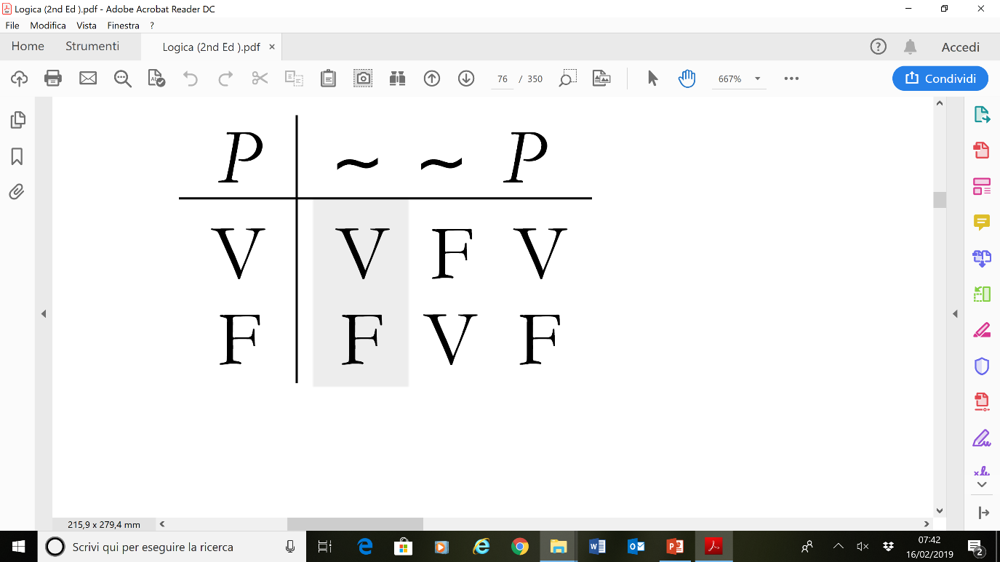 Logica (2nd Ed ).pdf - Adobe Acrobat Reader DC
File Modifica Vista Finestra ?
Home Strumenti Logica (2nd Ed ).pdf × Accedi
76 / 350 667% Condividi
P ~ ~ P
V V F V
F F V F
215,9 x 279,4 mm
Scrivi qui per eseguire la ricerca
07:42
16/02/2019
2